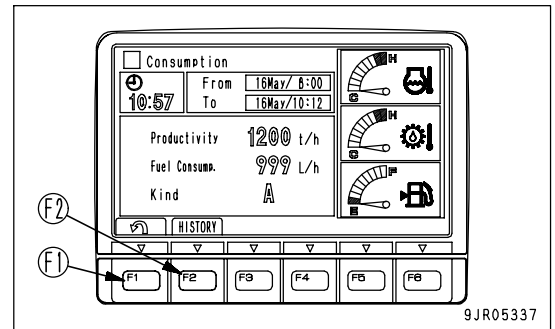 Consumption
10:57
From 16May/ 8:00
To 16May/10:12
Productivity 1200 t/h
Fuel Consump. 999 L/h
Kind A
HISTORY
H
C
H
C
F
E
F2
F1
F1 F2 F3 F4 F5 F6
9JR05337